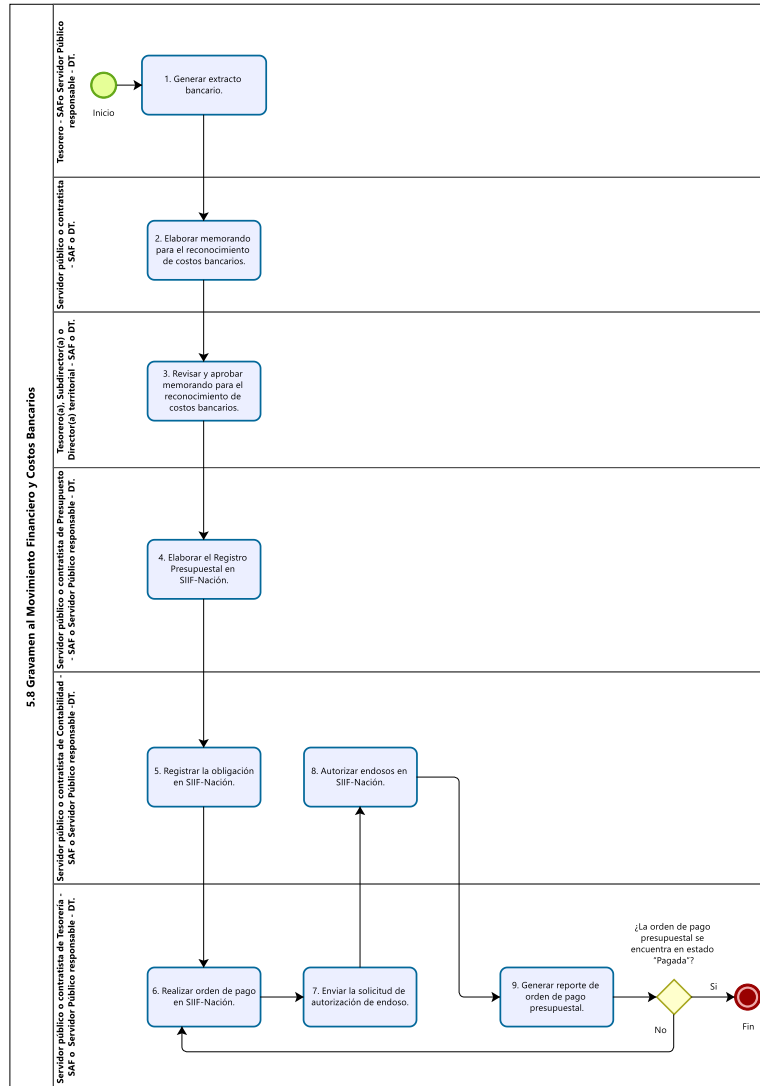 5.8 Gravamen al Movimiento Financiero y Costos Bancarios
Tesorero - SAFo Servidor Público
responsable - DT.
Inicio
1. Generar extracto
bancario.
Servidor público o contratista
- SAF o DT.
2. Elaborar memorando
para el reconocimiento
de costos bancarios.
Tesorero(a), Subdirector(a) o
Director(a) territorial - SAF o DT.
3. Revisar y aprobar
memorando para el
reconocimiento de
costos bancarios.
Servidor público o contratista de Presupuesto
- SAF o Servidor Público responsable - DT.
4. Elaborar el Registro
Presupuestal en
SIIF-Nación.
Servidor público o contratista de Contabilidad -
SAF o Servidor Público responsable -DT.
5. Registrar la obligación
en SIIF-Nación.
8. Autorizar endosos en
SIIF-Nación.
Servidor público o contratista de Tesorería -
SAF o Servidor Público responsable - DT.
6. Realizar orden de pago
en SIIF-Nación.
7. Enviar la solicitud de
autorización de endoso.
9. Generar reporte de
orden de pago
presupuestal.
¿La orden de pago
presupuestal se
encuentra en estado
"Pagada"?
Si
No
Fin